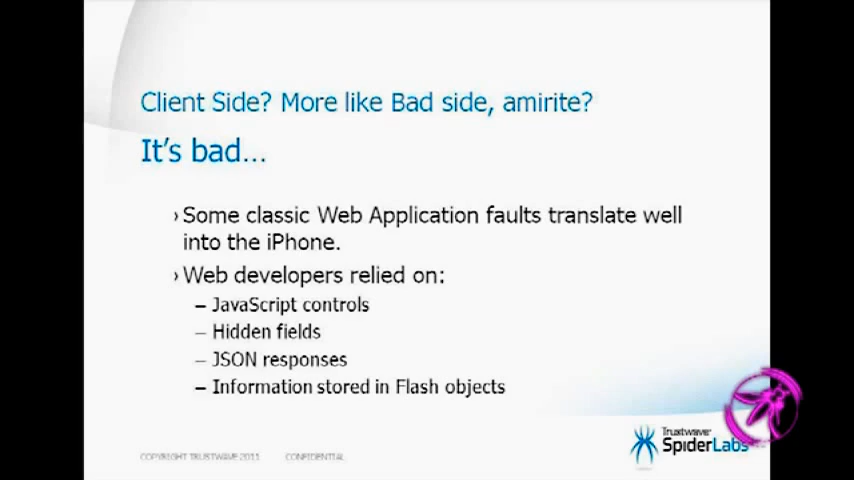 Client Side? More like Bad side, amirite?
It's bad...
› Some classic Web Application faults translate well
into the iPhone.
› Web developers relied on:
– JavaScript controls
– Hidden fields
– JSON responses
– Information stored in Flash objects
Trustwave®
SpiderLabs
COPYRIGHT TRUSTWAVE 2011 CONFIDENTIAL